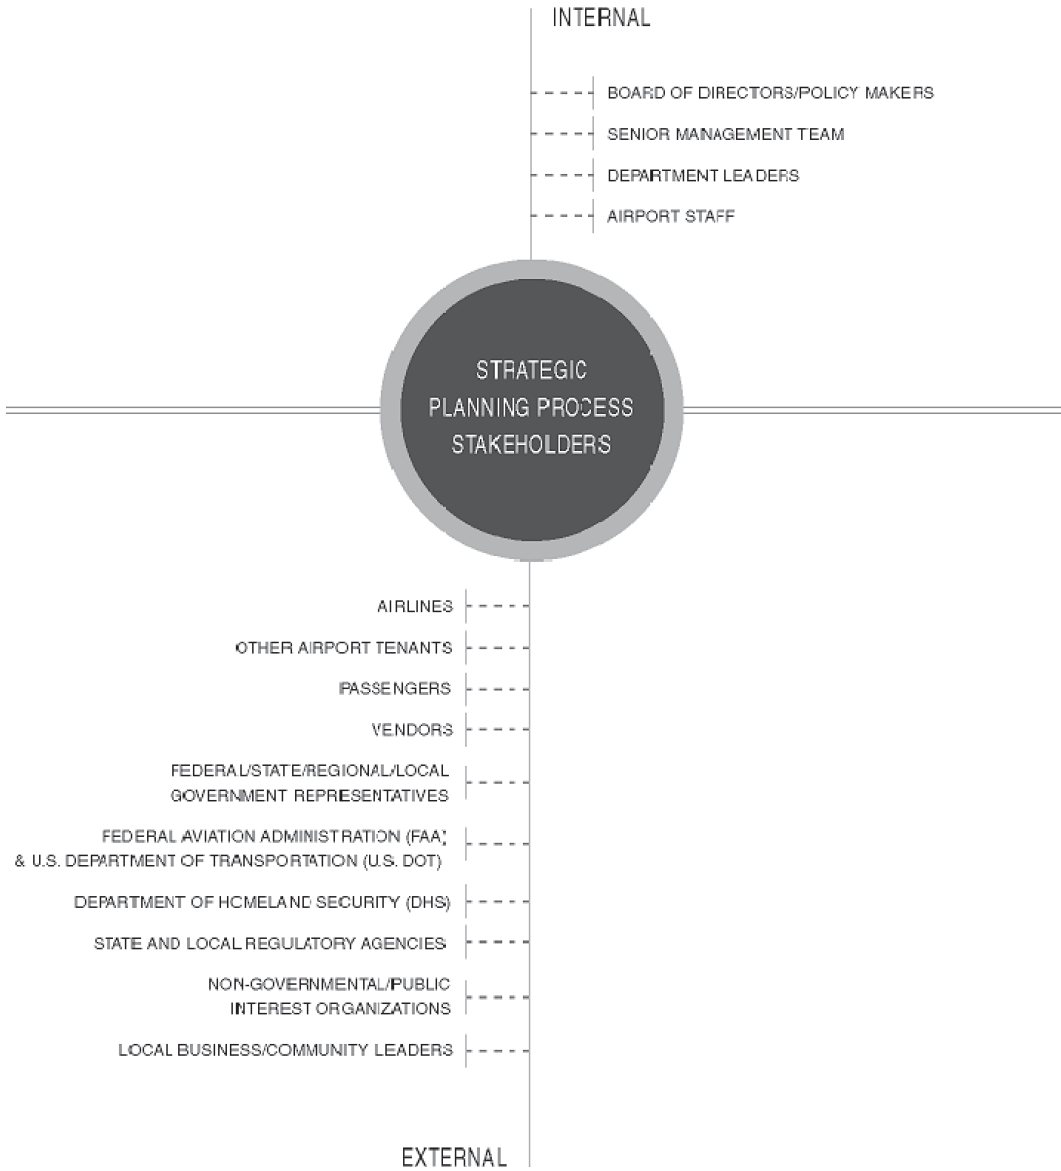 INTERNAL
BOARD OF DIRECTORS/POLICY MAKERS
SENIOR MANAGEMENT TEAM
DEPARTMENT LEADERS
AIRPORT STAFF
STRATEGIC
PLANNING PROCESS
STAKEHOLDERS
AIRLINES
OTHER AIRPORT TENANTS
PASSENGERS
VENDORS
FEDERAL/STATE/REGIONAL/LOCAL
GOVERNMENT REPRESENTATIVES
FEDERAL AVIATION ADMINISTRATION (FAA)
& U.S. DEPARTMENT OF TRANSPORTATION (U.S. DOT)
DEPARTMENT OF HOMELAND SECURITY (DHS)
STATE AND LOCAL REGULATORY AGENCIES
NON-GOVERNMENTAL/PUBLIC
INTEREST ORGANIZATIONS
LOCAL BUSINESS/COMMUNITY LEADERS
EXTERNAL